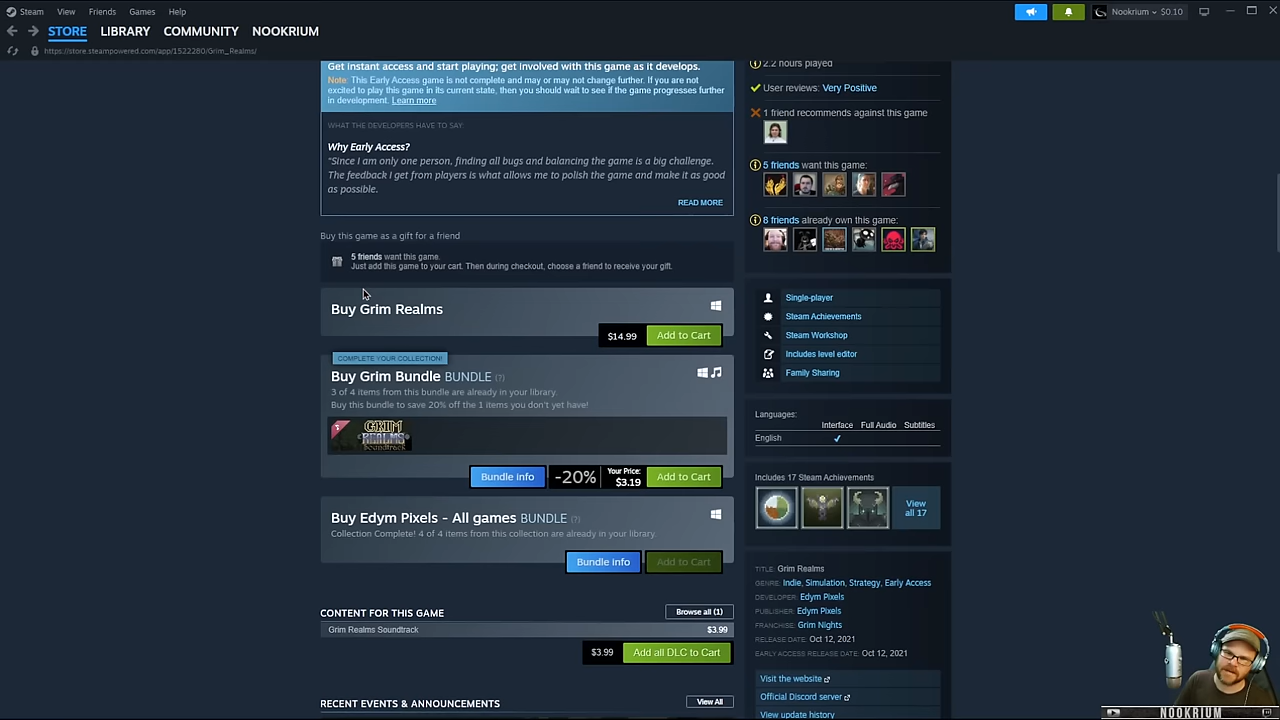 Steam View Friends Games Help
Nookrium $0.10
STORE LIBRARY COMMUNITY NOOKRIUM
https://store.steampowered.com/app/1522280/Grim_Realms/
Get instant access and start playing; get involved with this game as it develops.
Note: This Early Access game is not complete and may or may not change further. If you are not
excited to play this game in its current state, then you should wait to see if the game progresses further
in development. Learn more
WHAT THE DEVELOPERS HAVE TO SAY:
Why Early Access?
"Since I am only one person, finding all bugs and balancing the game is a big challenge.
The feedback I get from players is what allows me to polish the game and make it as good
as possible.
READ MORE
Buy this game as a gift for a friend
5 friends want this game.
Just add this game to your cart. Then during checkout, choose a friend to receive your gift.
Buy Grim Realms
$14.99 Add to Cart
COMPLETE YOUR COLLECTION!
Buy Grim Bundle BUNDLE (?)
3 of 4 items from this bundle are already in your library.
Buy this bundle to save 20% off the 1 items you don't yet have!
GRIM
REALMS
Soundtrack
Bundle info -20% Your Price: $3.19 Add to Cart
Buy Edym Pixels - All games BUNDLE (?)
Collection Complete! 4 of 4 items from this collection are already in your library.
Bundle info Add to Cart
CONTENT FOR THIS GAME Browse all (1)
Grim Realms Soundtrack $3.99
$3.99 Add all DLC to Cart
RECENT EVENTS & ANNOUNCEMENTS View All
2.2 hours played
User reviews: Very Positive
1 friend recommends against this game
5 friends want this game:
8 friends already own this game:
Single-player
Steam Achievements
Steam Workshop
Includes level editor
Family Sharing
Languages:
Interface Full Audio Subtitles
English ✔
Includes 17 Steam Achievements
View
all 17
TITLE: Grim Realms
GENRE: Indie, Simulation, Strategy, Early Access
DEVELOPER: Edym Pixels
PUBLISHER: Edym Pixels
FRANCHISE: Grim Nights
RELEASE DATE: Oct 12, 2021
EARLY ACCESS RELEASE DATE: Oct 12, 2021
Visit the website
Official Discord server
View update history
NOOKRIUM